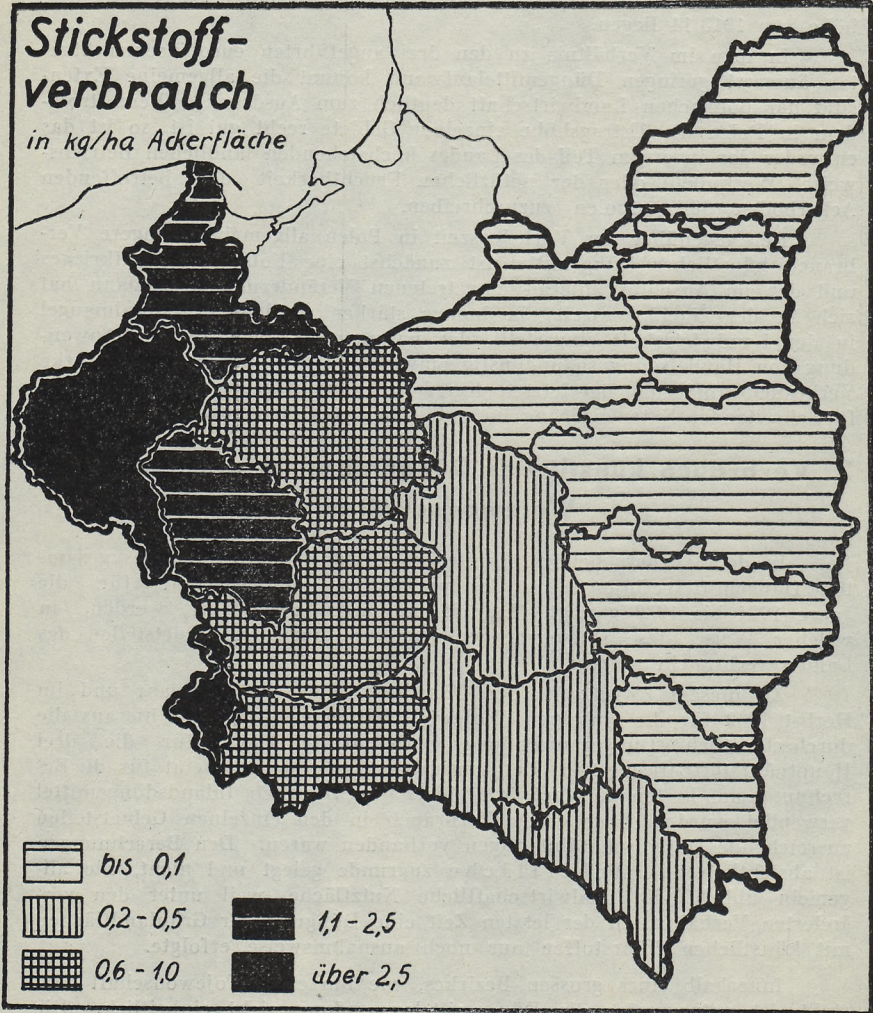 Stickstoff-
verbrauch
in kg/ha Ackerfläche
bis 0,1
0,2-0,5
0,6-1,0
1,1-2,5
über 2,5